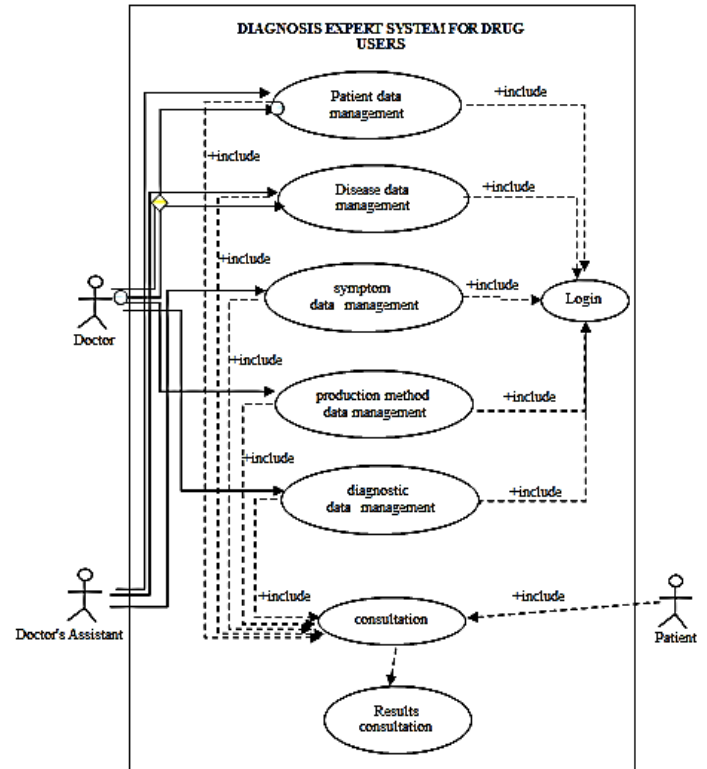 DIAGNOSIS EXPERT SYSTEM FOR DRUG
USERS
Patient data
management
+include
+include
Disease data
management
+include
+include
symptom
data management
+include
Login
Doctor
+include
production method
data management
+include
+include
diagnostic
data management
+include
+include
consultation
+include
Doctor's Assistant
Patient
Results
consultation